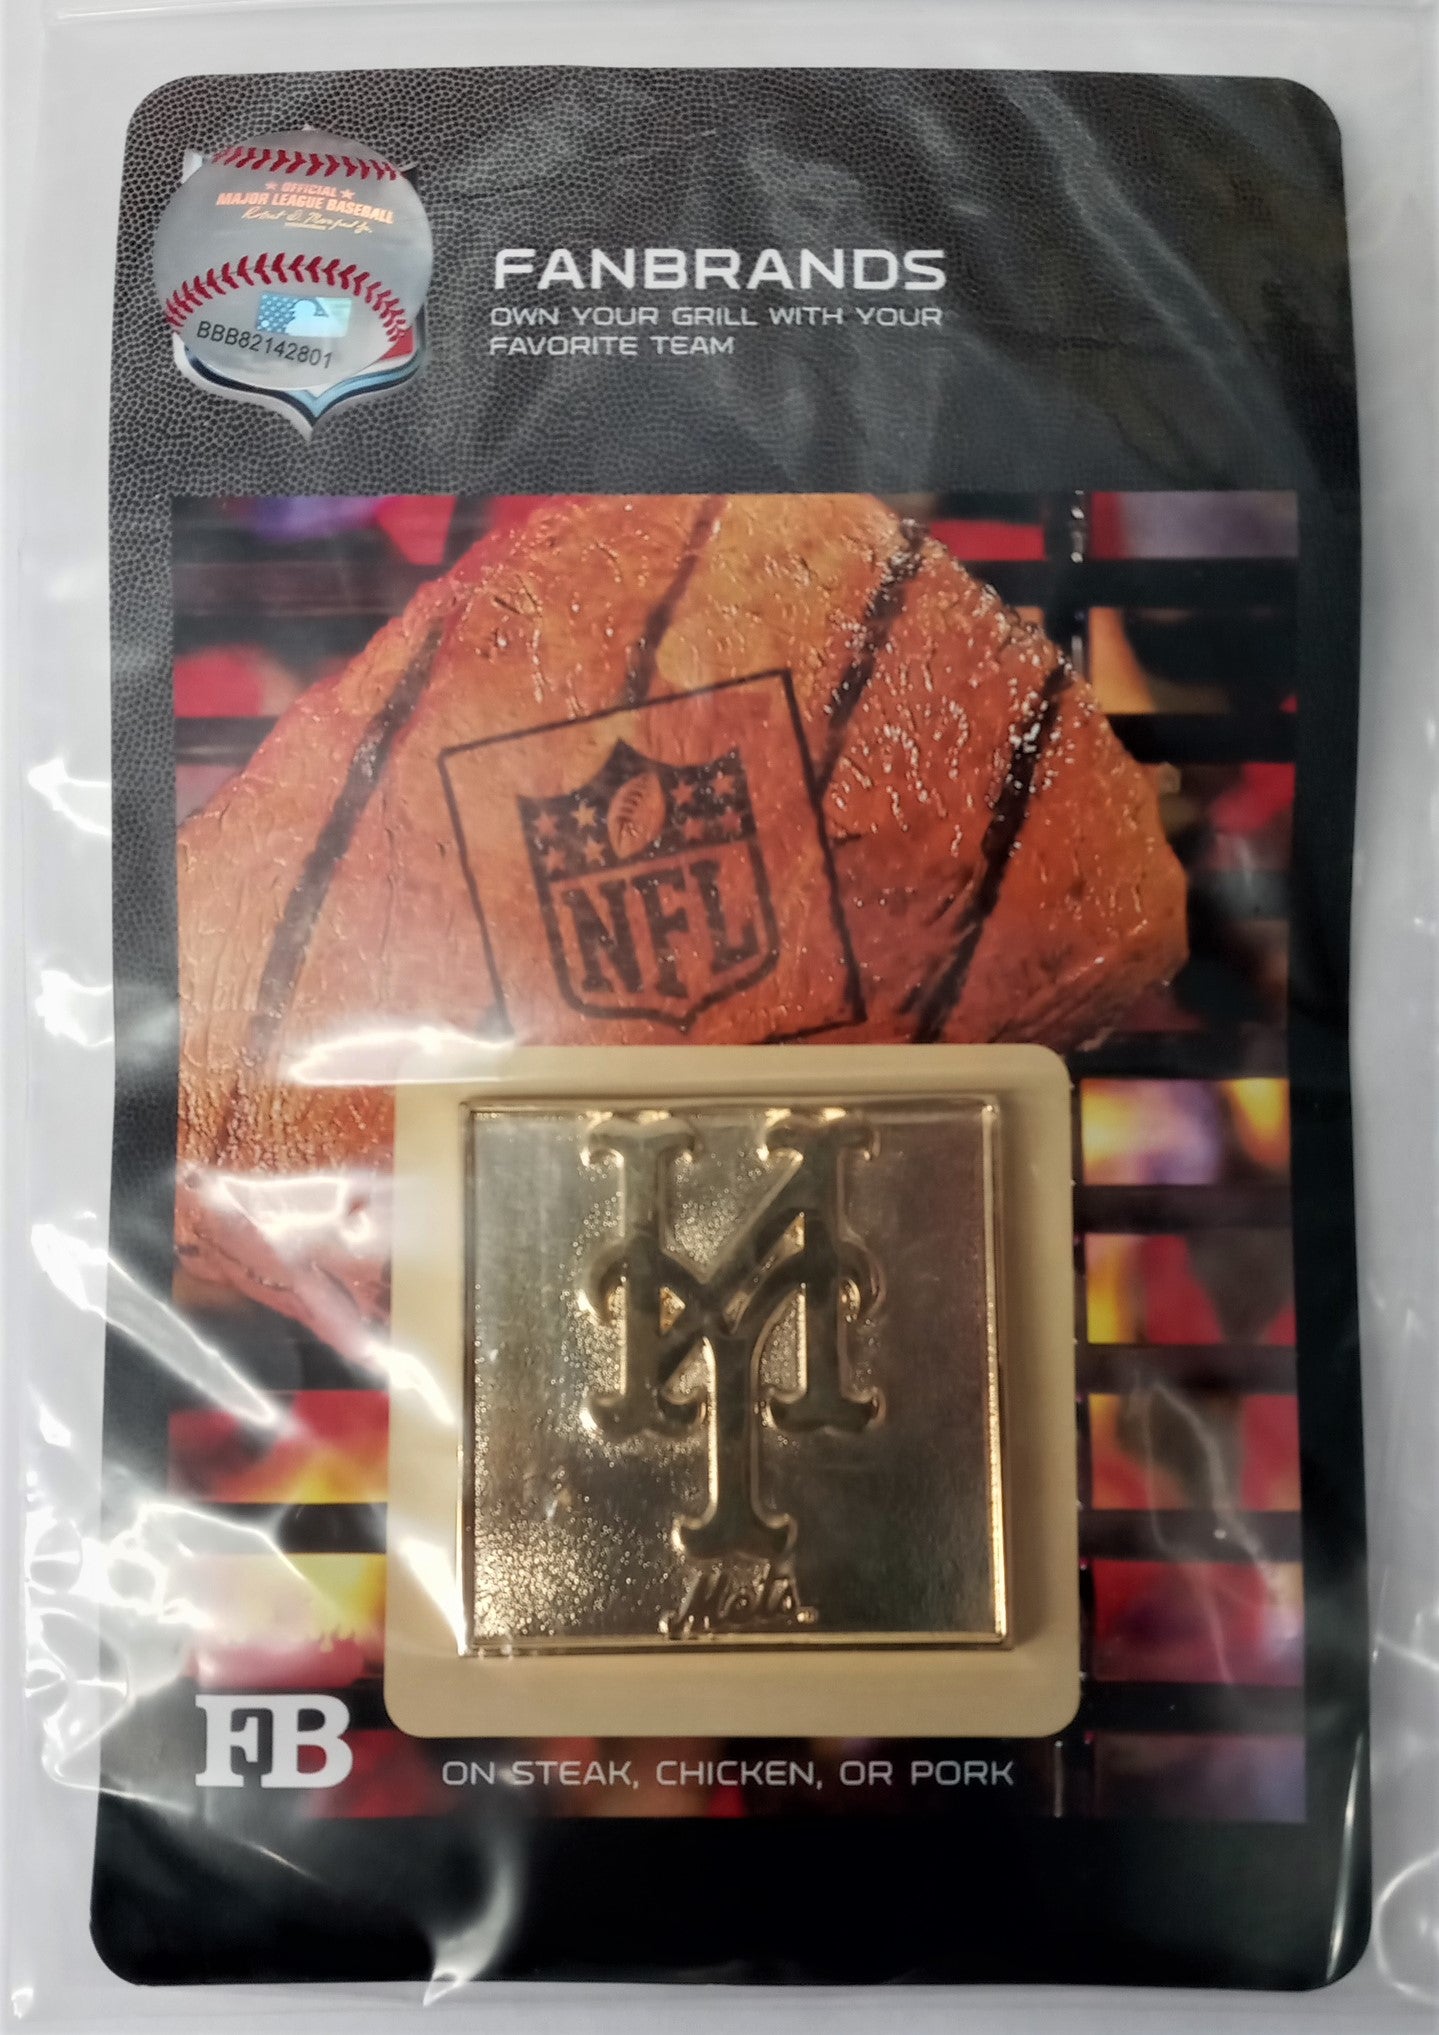 ★ OFFICIAL ★
MAJOR LEAGUE BASEBALL
BBB82142801
FANBRANDS
OWN YOUR GRILL WITH YOUR
FAVORITE TEAM
NFL
NY
Mets
FB
ON STEAK, CHICKEN, OR PORK